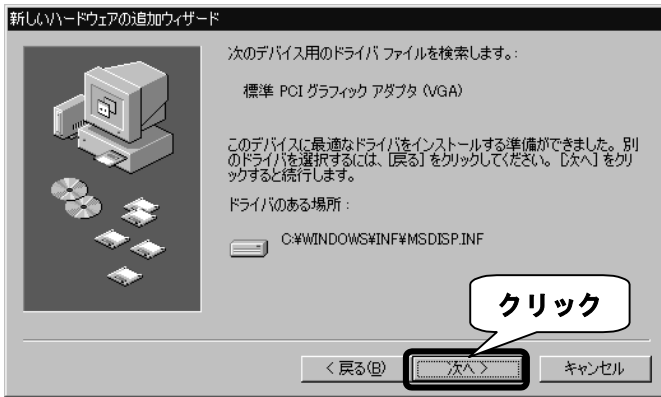 新しいハードウェアの追加ウィザード
次のデバイス用のドライバ ファイルを検索します。:
標準 PCI グラフィック アダプタ (VGA)
このデバイスに最適なドライバをインストールする準備ができました。別
のドライバを選択するには、[戻る] をクリックしてください。[次へ] をクリ
ックすると続行します。
ドライバのある場所:
C:¥WINDOWS¥INF¥MSDISP.INF
クリック
< 戻る(B)
次へ >
キャンセル